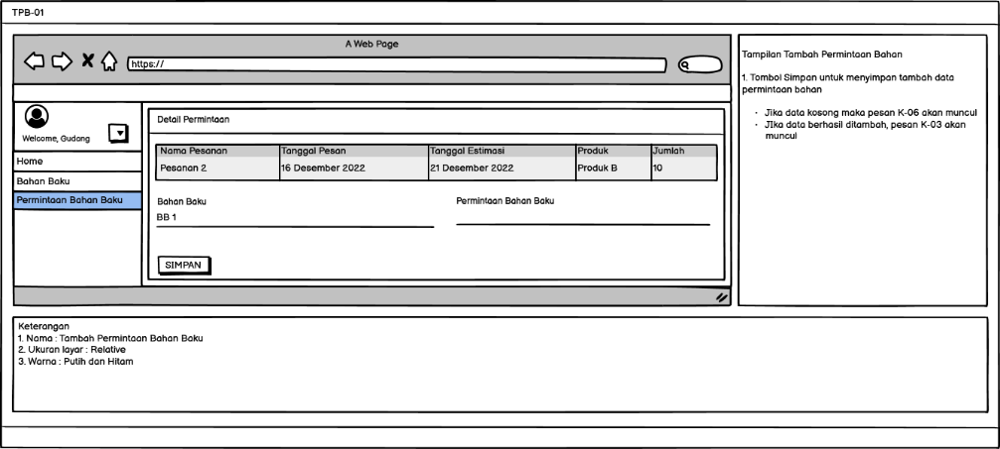 TPB-01
A Web Page
https://
Tampilan Tambah Permintaan Bahan
1. Tombol Simpan untuk menyimpan tambah data
permintaan bahan
· Jika data kosong maka pesan K-06 akan muncul
· JIka data berhasil ditambah, pesan K-03 akan
muncul
Welcome, Gudang
Home
Bahan Baku
Permintaan Bahan Baku
Detail Permintaan
Nama Pesanan Tanggal Pesan Tanggal Estimasi Produk Jumlah
Pesanan 2 16 Desember 2022 21 Desember 2022 Produk B 10
Bahan Baku Permintaan Bahan Baku
BB 1
SIMPAN
Keterangan
1. Nama : Tambah Permintaan Bahan Baku
2. Ukuran layar : Relative
3. Warna : Putih dan Hitam